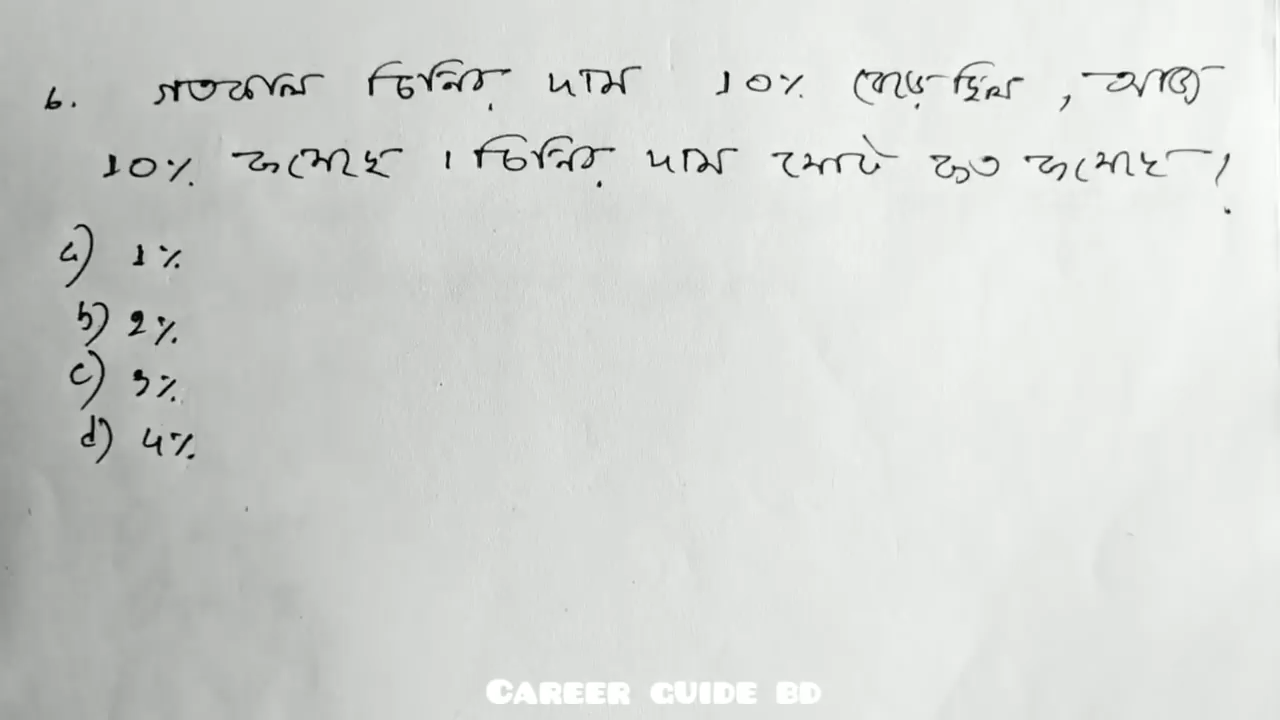 6. গতকাল চিনির দাম 10% বেড়েছিল, আজ
10% কমেছে। চিনির দাম মোট কত কমেছে?
a) 1%
b) 2%
c) 3%
d) 4%
CAREER GUIDE BD